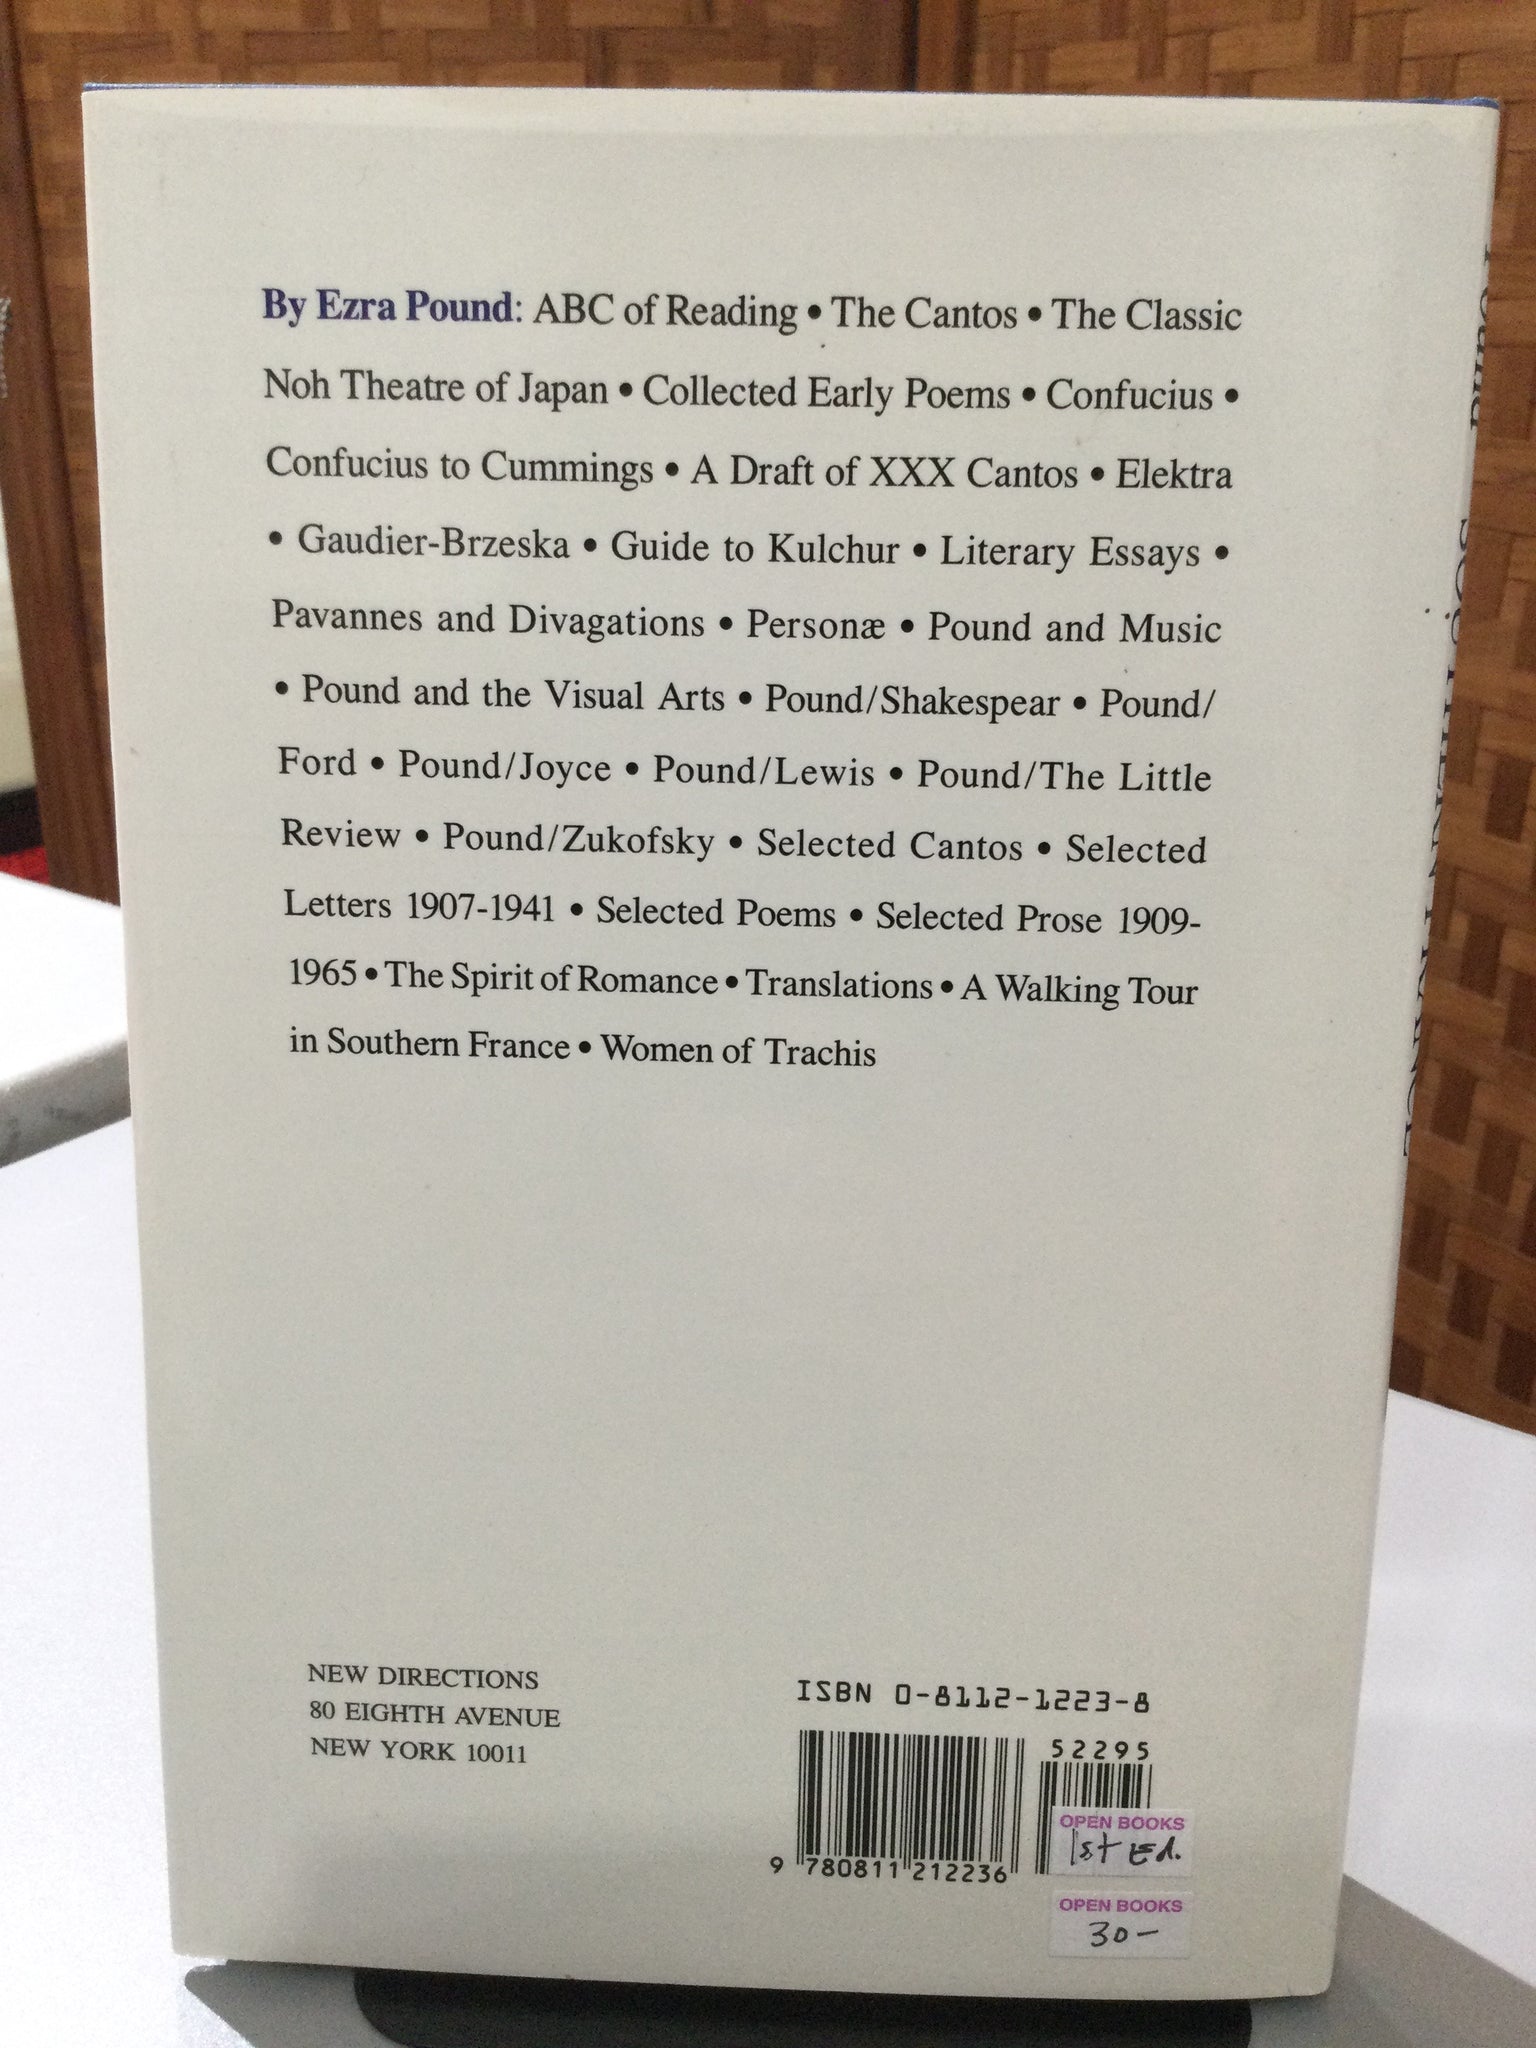 By Ezra Pound: ABC of Reading • The Cantos • The Classic
Noh Theatre of Japan • Collected Early Poems • Confucius •
Confucius to Cummings • A Draft of XXX Cantos • Elektra
• Gaudier-Brzeska • Guide to Kulchur • Literary Essays •
Pavannes and Divagations • Personæ • Pound and Music
• Pound and the Visual Arts • Pound/Shakespear • Pound/
Ford • Pound/Joyce • Pound/Lewis • Pound/The Little
Review • Pound/Zukofsky • Selected Cantos • Selected
Letters 1907-1941 • Selected Poems • Selected Prose 1909-
1965 • The Spirit of Romance • Translations • A Walking Tour
in Southern France • Women of Trachis
NEW DIRECTIONS
80 EIGHTH AVENUE
NEW YORK 10011
ISBN 0-8112-1223-8
52295
9 780811 212236
OPEN BOOKS
1st Ed.
OPEN BOOKS
30-
Pound